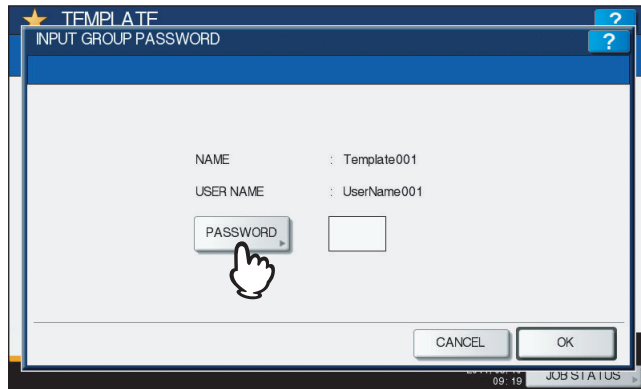 TEMPLATE ?
INPUT GROUP PASSWORD ?
NAME : Template001
USER NAME : UserName001
PASSWORD
CANCEL OK
09:19 JOB STATUS